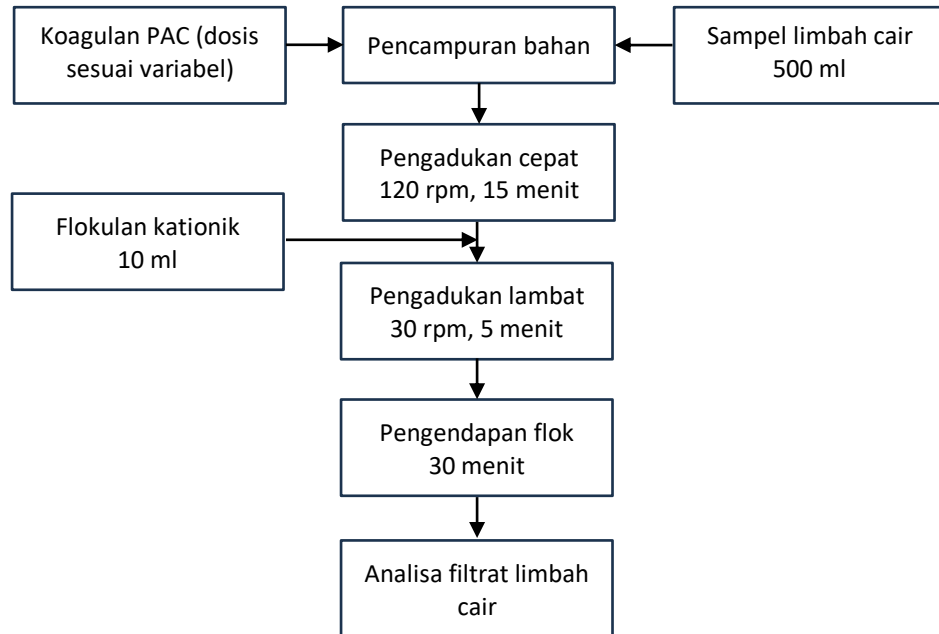 Koagulan PAC (dosis
sesuai variabel)
Pencampuran bahan
Sampel limbah cair
500 ml
Pengadukan cepat
120 rpm, 15 menit
Flokulan kationik
10 ml
Pengadukan lambat
30 rpm, 5 menit
Pengendapan flok
30 menit
Analisa filtrat limbah
cair